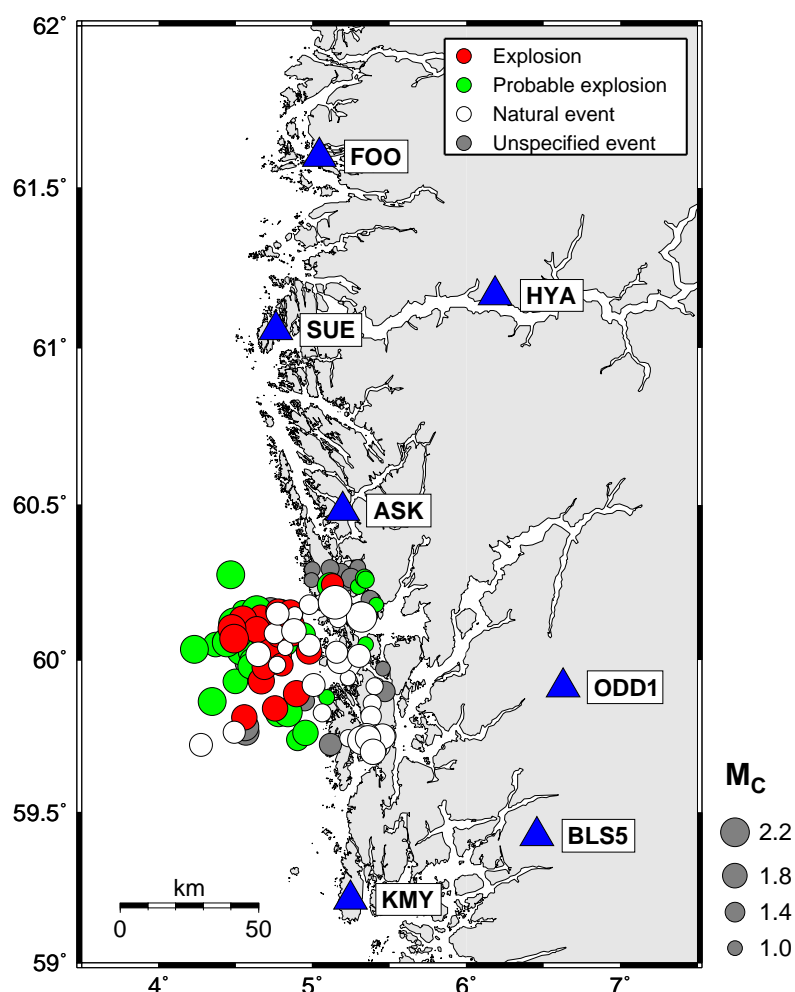 62˚
Explosion
Probable explosion
Natural event
Unspecified event
FOO
61.5˚
HYA
SUE
61˚
ASK
60.5˚
60˚
ODD1
M_C
59.5˚
2.2
BLS5
1.8
km
KMY
1.4
0 50
1.0
59˚
4˚ 5˚ 6˚ 7˚